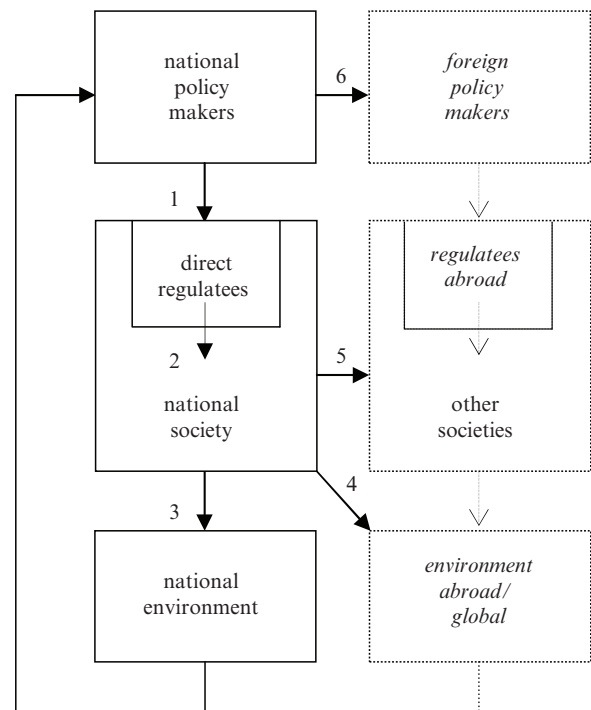 national
policy
makers
6
foreign
policy
makers
1
direct
regulatees
regulatees
abroad
2
5
national
society
other
societies
3
4
national
environment
environment
abroad/
global